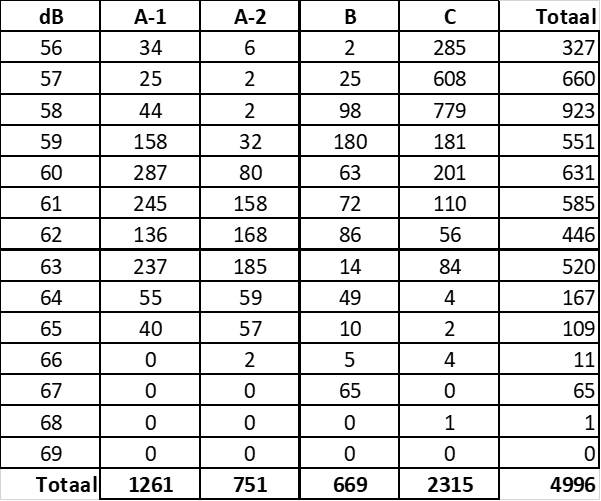 dB A-1 A-2 B C Totaal
56 34 6 2 285 327
57 25 2 25 608 660
58 44 2 98 779 923
59 158 32 180 181 551
60 287 80 63 201 631
61 245 158 72 110 585
62 136 168 86 56 446
63 237 185 14 84 520
64 55 59 49 4 167
65 40 57 10 2 109
66 0 2 5 4 11
67 0 0 65 0 65
68 0 0 0 1 1
69 0 0 0 0 0
Totaal 1261 751 669 2315 4996